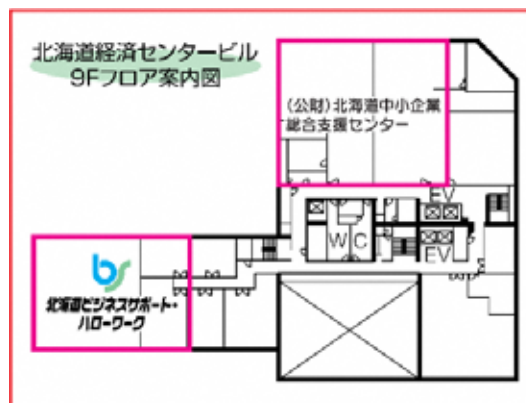 北海道経済センタービル
9Fフロア案内図
(公財)北海道中小企業
総合支援センター
EV
WC
EV
bs
北海道ビジネスサポート・
ハローワーク